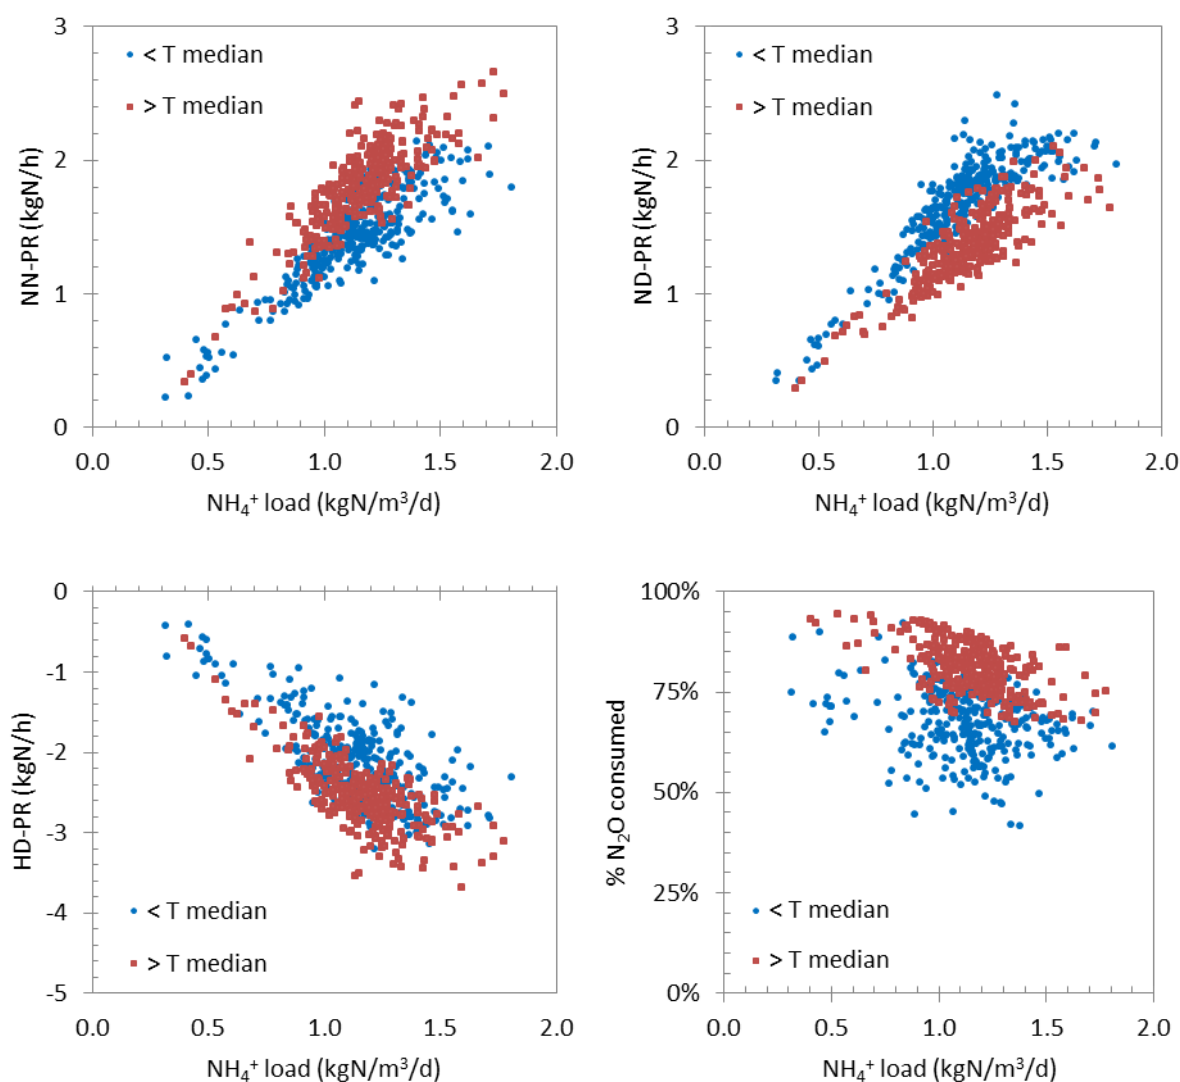 3
2
1
0
NN-PR (kgN/h)
< T median
> T median
0.0 0.5 1.0 1.5 2.0
NH₄⁺ load (kgN/m³/d)
3
2
1
0
ND-PR (kgN/h)
< T median
> T median
0.0 0.5 1.0 1.5 2.0
NH₄⁺ load (kgN/m³/d)
0
-1
-2
-3
-4
-5
HD-PR (kgN/h)
< T median
> T median
0.0 0.5 1.0 1.5 2.0
NH₄⁺ load (kgN/m³/d)
100%
75%
50%
25%
0%
% N₂O consumed
< T median
> T median
0.0 0.5 1.0 1.5 2.0
NH₄⁺ load (kgN/m³/d)